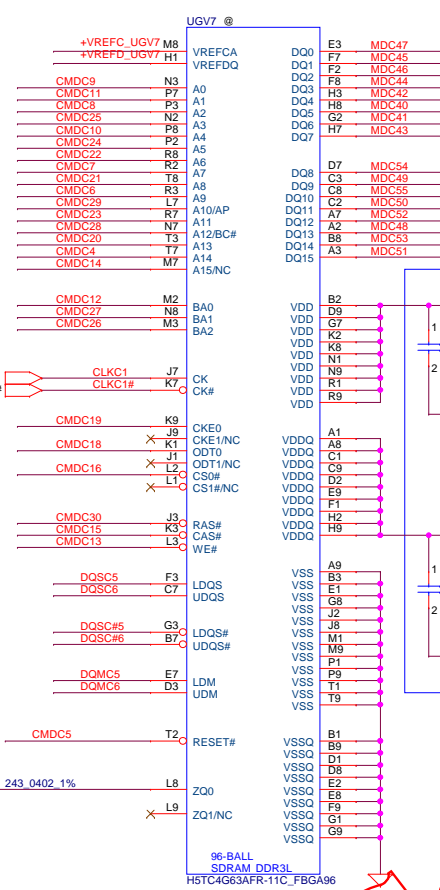 UGV7 @
+VREFC_UGV7 M8 VREFCA DQ0 E3 MDC47
+VREFD_UGV7 H1 VREFDQ DQ1 F7 MDC45
DQ2 F2 MDC46
CMDC9 N3 A0 DQ3 F8 MDC44
CMDC11 P7 A1 DQ4 H3 MDC42
CMDC8 P3 A2 DQ5 H8 MDC40
CMDC25 N2 A3 DQ6 G2 MDC41
CMDC10 P8 A4 DQ7 H7 MDC43
CMDC24 P2 A5
CMDC22 R8 A6
CMDC7 R2 A7 DQ8 D7 MDC54
CMDC21 T8 A8 DQ9 C3 MDC49
CMDC6 R3 A9 DQ10 C8 MDC55
CMDC29 L7 A10/AP DQ11 C2 MDC50
CMDC23 R7 A11 DQ12 A7 MDC52
CMDC28 N7 A12/BC# DQ13 A2 MDC48
CMDC20 T3 A13 DQ14 B8 MDC53
CMDC4 T7 A14 DQ15 A3 MDC51
CMDC14 M7 A15/NC
CMDC12 M2 BA0 VDD B2
CMDC27 N8 BA1 VDD D9
CMDC26 M3 BA2 VDD G7
VDD K2
VDD K8
VDD N1
CLKC1 J7 CK VDD N9
CLKC1# K7 CK# VDD R1
VDD R9
1
2
CMDC19 K9 CKE0 VDDQ A1
J9 CKE1/NC VDDQ A8
CMDC18 K1 ODT0 VDDQ C1
J1 ODT1/NC VDDQ C9
CMDC16 L2 CS0# VDDQ D2
L1 CS1#/NC VDDQ E9
VDDQ F1
CMDC30 J3 RAS# VDDQ H2
CMDC15 K3 CAS# VDDQ H9
CMDC13 L3 WE#
VSS A9
DQSC5 F3 LDQS VSS B3
DQSC6 C7 UDQS VSS E1
VSS G8
VSS J2
DQSC#5 G3 LDQS# VSS J8
DQSC#6 B7 UDQS# VSS M1
VSS M9
VSS P1
DQMC5 E7 LDM VSS P9
DQMC6 D3 UDM VSS T1
VSS T9
1
2
CMDC5 T2 RESET# VSSQ B1
VSSQ B9
VSSQ D1
VSSQ D8
243_0402_1% L8 ZQ0 VSSQ E2
VSSQ E8
L9 ZQ1/NC VSSQ F9
VSSQ G1
VSSQ G9
96-BALL
SDRAM DDR3L
H5TC4G63AFR-11C_FBGA96